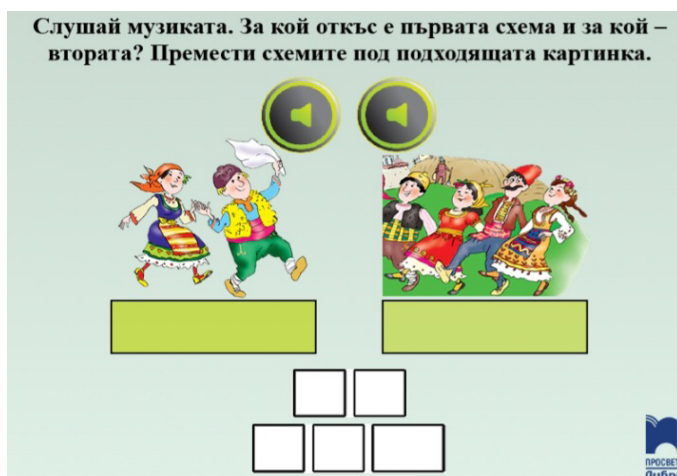 Слушай музиката. За кой откъс е първата схема и за кой –
втората? Премести схемите под подходящата картинка.